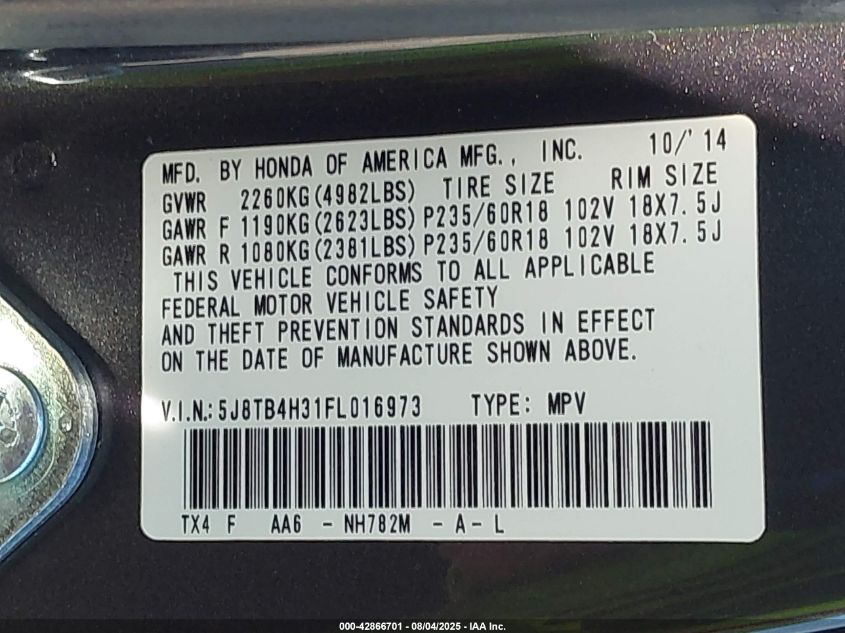 MFD. BY HONDA OF AMERICA MFG., INC. 10/'14
GVWR 2260KG(4982LBS) TIRE SIZE RIM SIZE
GAWR F 1190KG(2623LBS) P235/60R18 102V 18X7.5J
GAWR R 1080KG(2381LBS) P235/60R18 102V 18X7.5J
THIS VEHICLE CONFORMS TO ALL APPLICABLE
FEDERAL MOTOR VEHICLE SAFETY
AND THEFT PREVENTION STANDARDS IN EFFECT
ON THE DATE OF MANUFACTURE SHOWN ABOVE.
V.I.N.: 5J8TB4H31FL016973 TYPE: MPV
TX4 F AA6 - NH782M - A - L
000-42866701 - 08/04/2025 - IAA Inc.